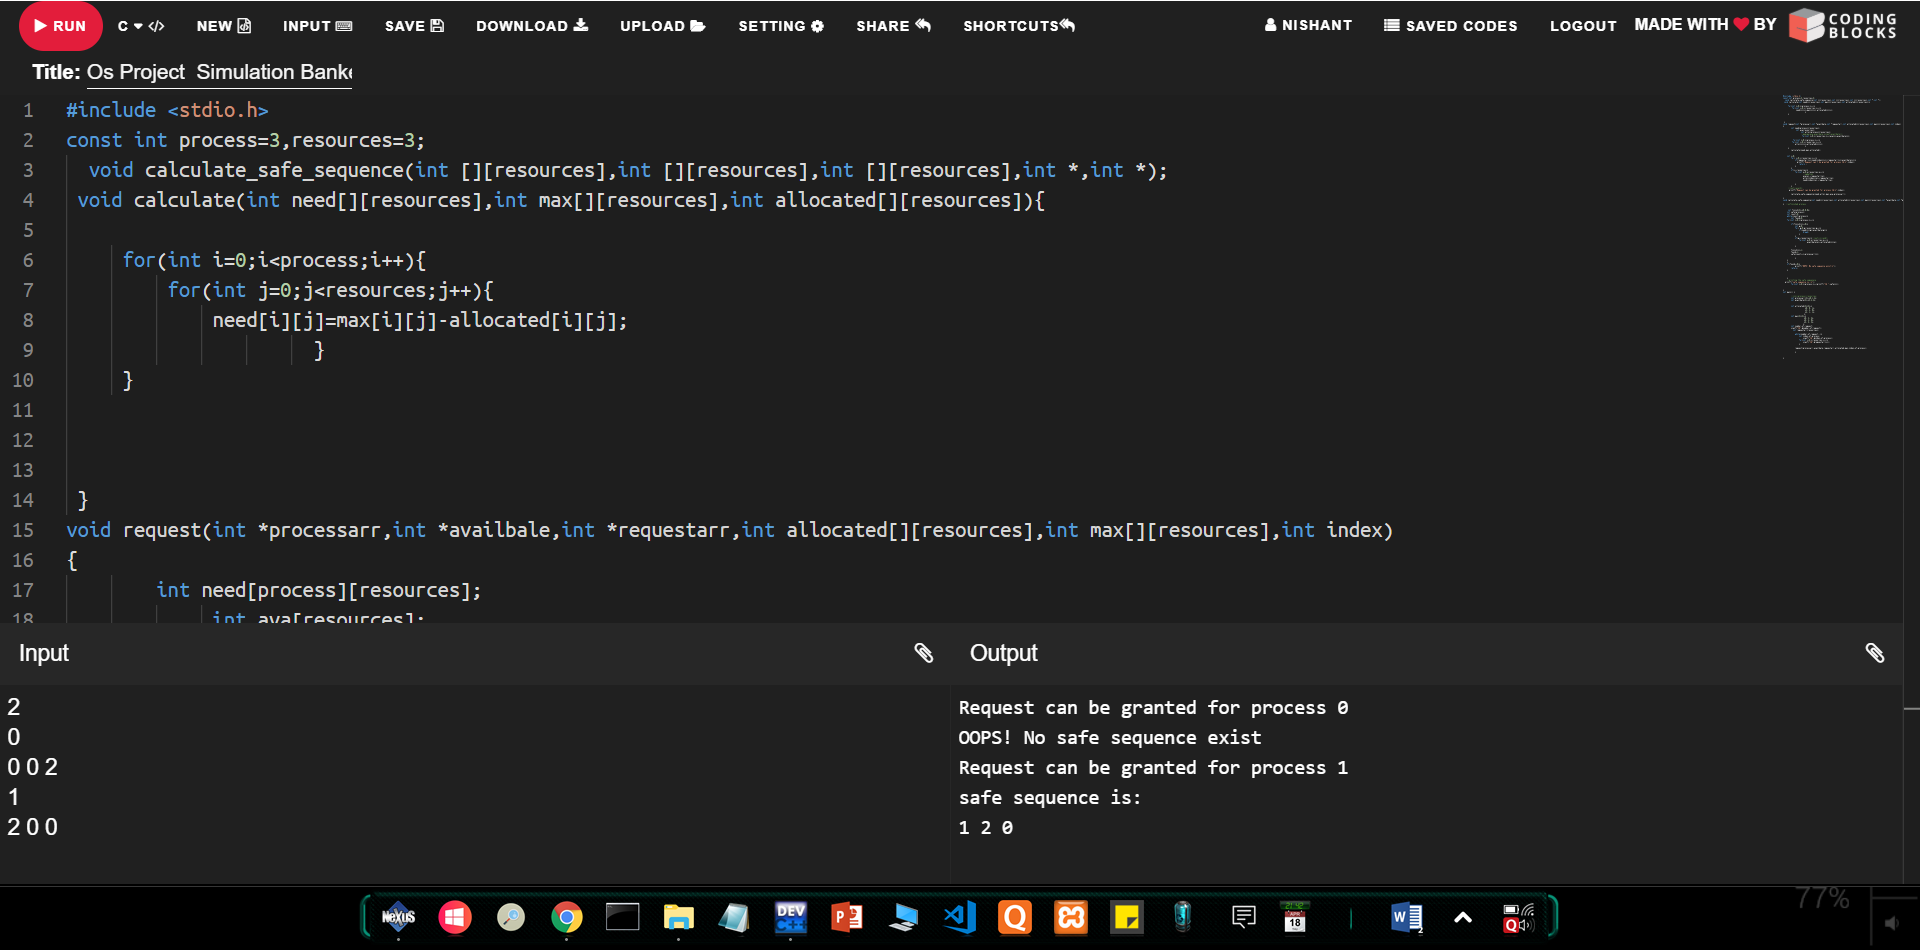 RUN C NEW INPUT SAVE DOWNLOAD UPLOAD SETTING SHARE SHORTCUTS NISHANT SAVED CODES LOGOUT MADE WITH BY CODING BLOCKS
Title: Os Project Simulation Banke
1 #include <stdio.h>
2 const int process=3,resources=3;
3 void calculate_safe_sequence(int [][resources],int [][resources],int [][resources],int *,int *);
4 void calculate(int need[][resources],int max[][resources],int allocated[][resources]){
5
6 for(int i=0;i<process;i++){
7 for(int j=0;j<resources;j++){
8 need[i][j]=max[i][j]-allocated[i][j];
9 }
10 }
11
12
13
14 }
15 void request(int *processarr,int *availbale,int *requestarr,int allocated[][resources],int max[][resources],int index)
16 {
17 int need[process][resources];
18 int ava[resources];
Input
2
0
0 0 2
1
2 0 0
Output
Request can be granted for process 0
OOPS! No safe sequence exist
Request can be granted for process 1
safe sequence is:
1 2 0
77%
NeXuS DEV C++ P Q W 2 Q
APR
18